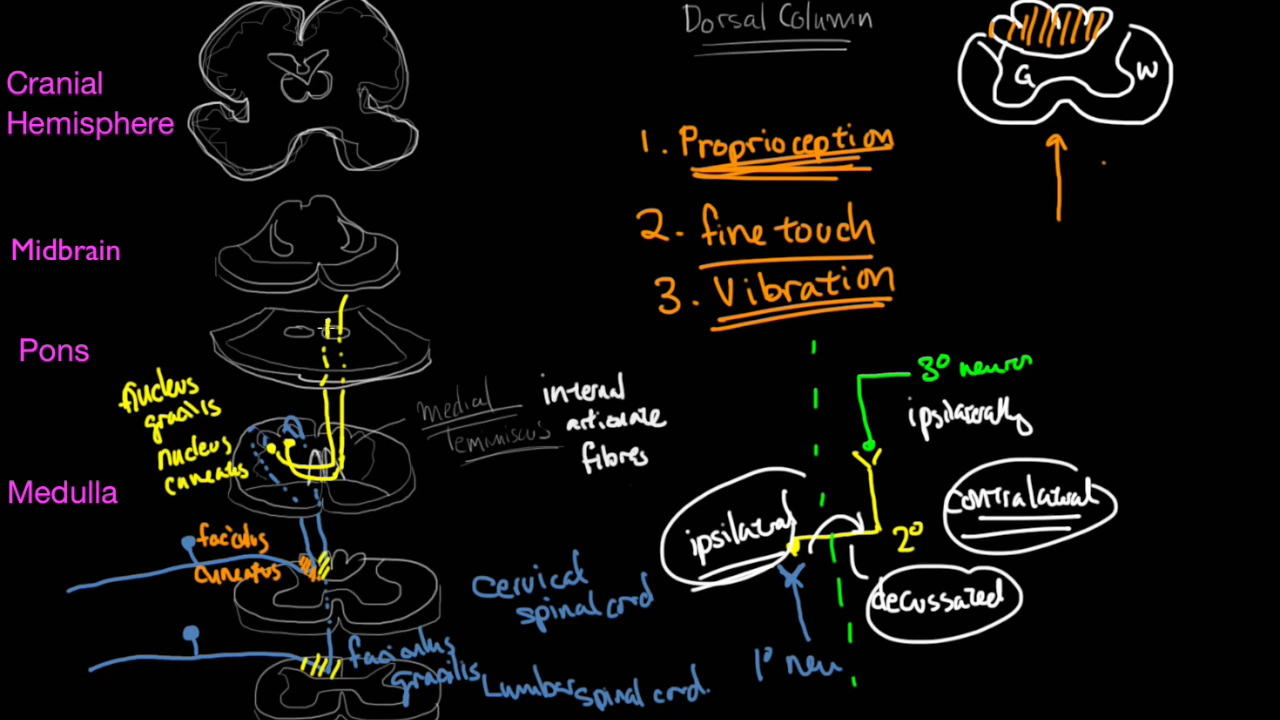 Dorsal Column
Cranial
Hemisphere
G
W
1. Proprioception
2. fine touch
3. Vibration
Midbrain
Pons
Medulla
nucleus
gracilis
nucleus
cuneatus
medial
lemniscus
internal
arcuate
fibres
3° neuron
ipsilaterally
contralateral
ipsilateral
2°
decussated
1° neu
faciclus
cuneatus
Cervical
spinal cord
faciculus
gracilis
Lumbar spinal cord.